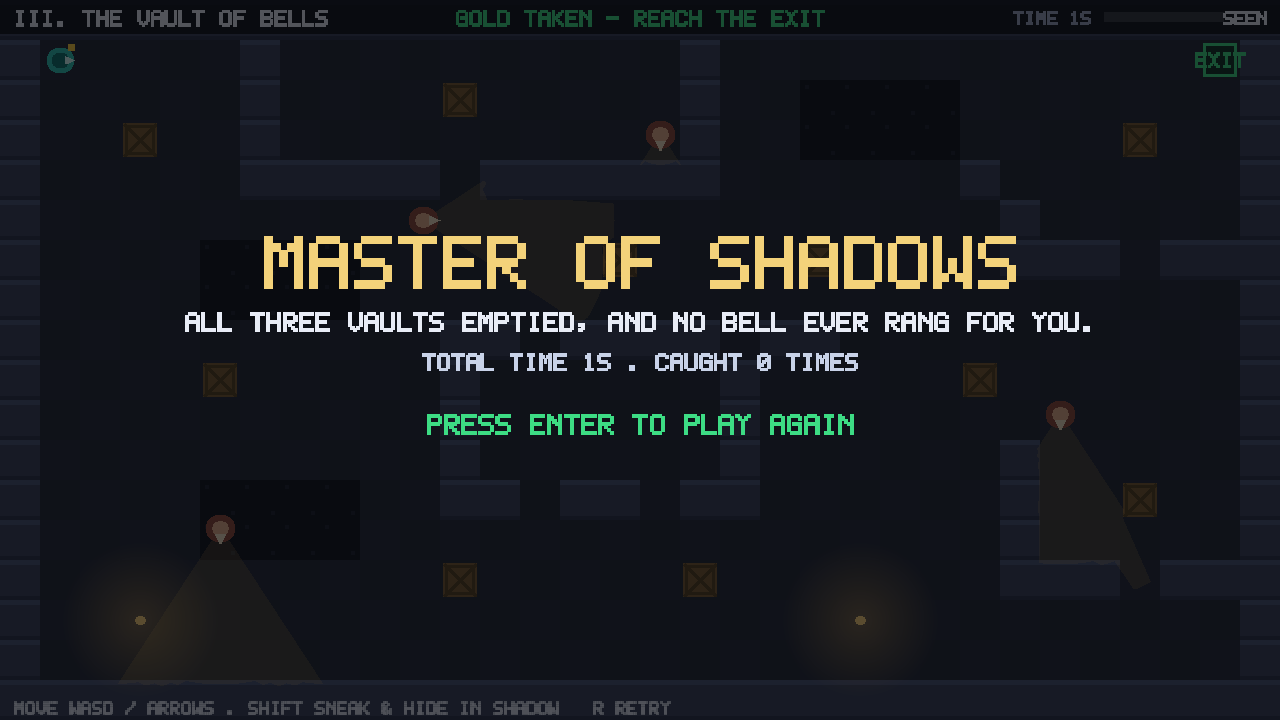 III. THE VAULT OF BELLS
GOLD TAKEN - REACH THE EXIT
TIME 1S
SEEN
EXIT
MASTER OF SHADOWS
ALL THREE VAULTS EMPTIED, AND NO BELL EVER RANG FOR YOU.
TOTAL TIME 1S . CAUGHT 0 TIMES
PRESS ENTER TO PLAY AGAIN
MOVE WASD / ARROWS . SHIFT SNEAK & HIDE IN SHADOW R RETRY